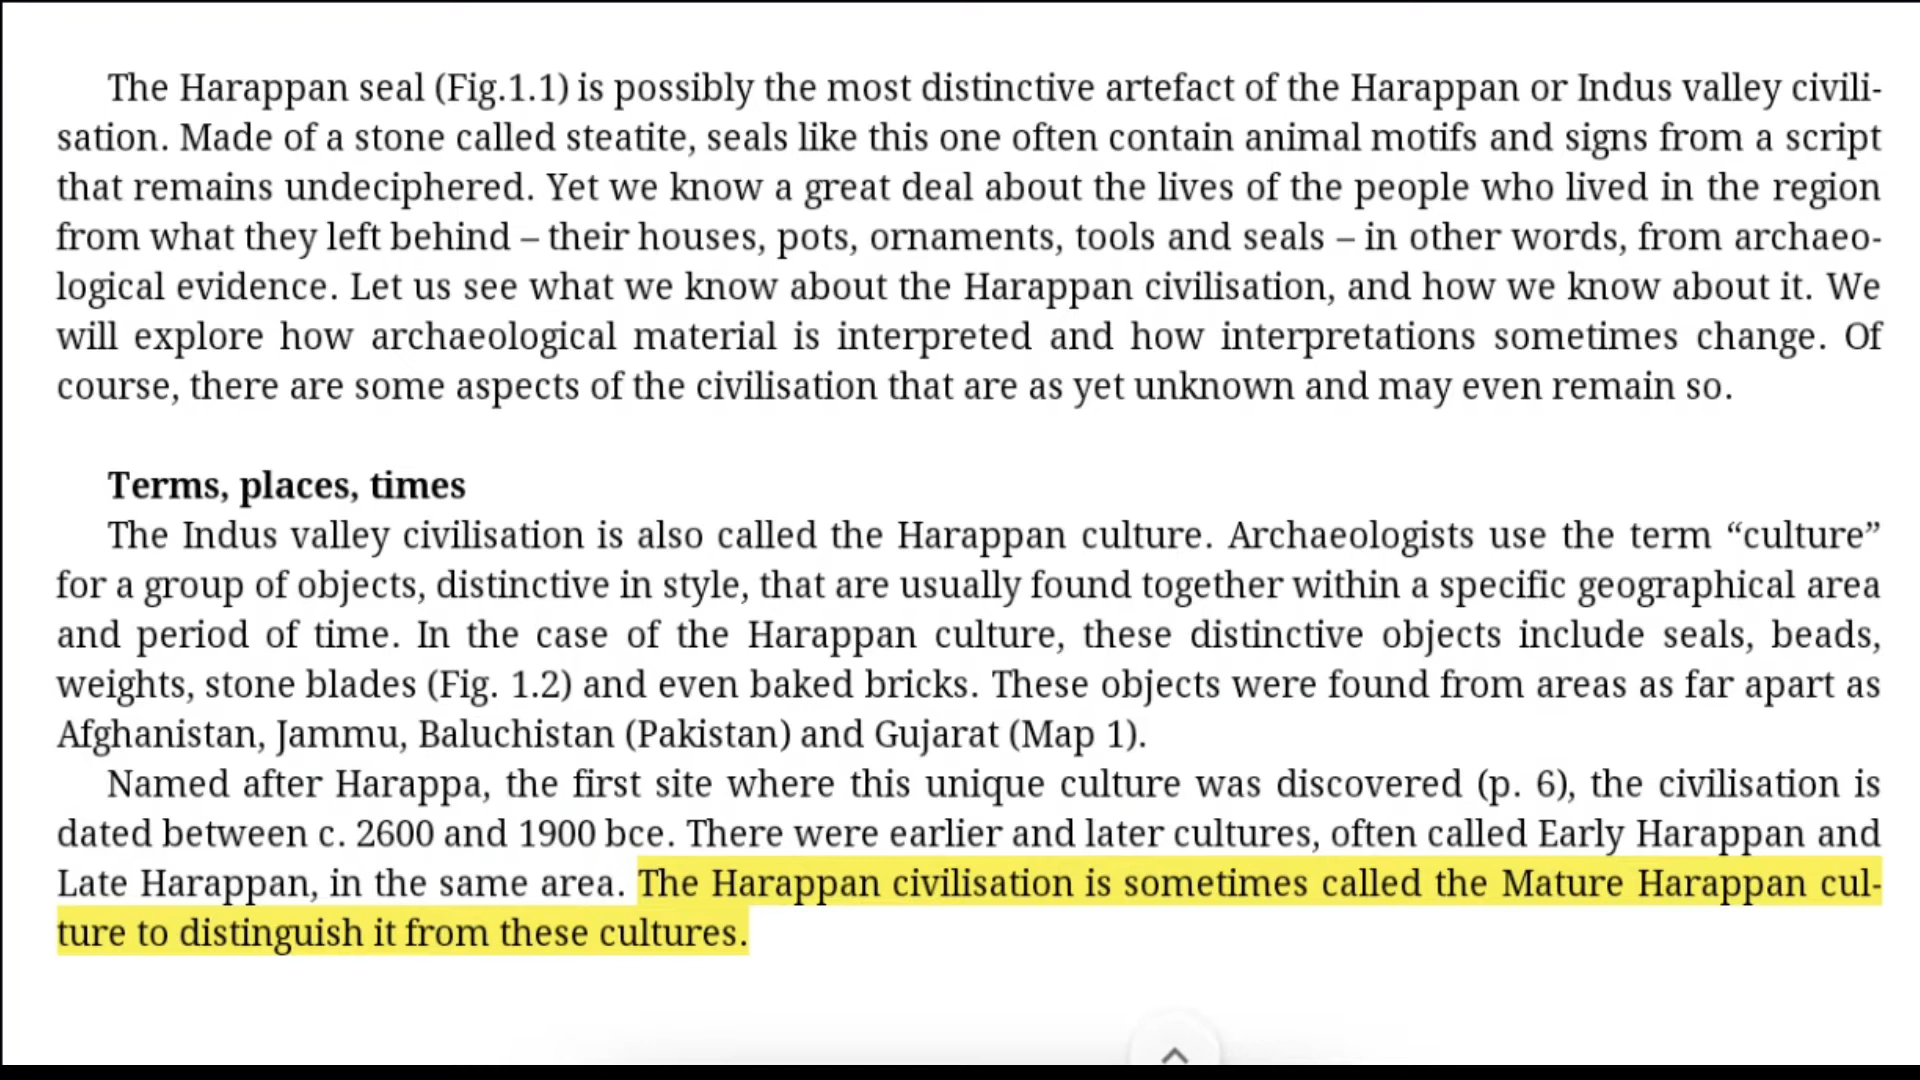 The Harappan seal (Fig.1.1) is possibly the most distinctive artefact of the Harappan or Indus valley civili-
sation. Made of a stone called steatite, seals like this one often contain animal motifs and signs from a script
that remains undeciphered. Yet we know a great deal about the lives of the people who lived in the region
from what they left behind – their houses, pots, ornaments, tools and seals – in other words, from archaeo-
logical evidence. Let us see what we know about the Harappan civilisation, and how we know about it. We
will explore how archaeological material is interpreted and how interpretations sometimes change. Of
course, there are some aspects of the civilisation that are as yet unknown and may even remain so.
Terms, places, times
The Indus valley civilisation is also called the Harappan culture. Archaeologists use the term “culture”
for a group of objects, distinctive in style, that are usually found together within a specific geographical area
and period of time. In the case of the Harappan culture, these distinctive objects include seals, beads,
weights, stone blades (Fig. 1.2) and even baked bricks. These objects were found from areas as far apart as
Afghanistan, Jammu, Baluchistan (Pakistan) and Gujarat (Map 1).
Named after Harappa, the first site where this unique culture was discovered (p. 6), the civilisation is
dated between c. 2600 and 1900 bce. There were earlier and later cultures, often called Early Harappan and
Late Harappan, in the same area. The Harappan civilisation is sometimes called the Mature Harappan cul-
ture to distinguish it from these cultures.